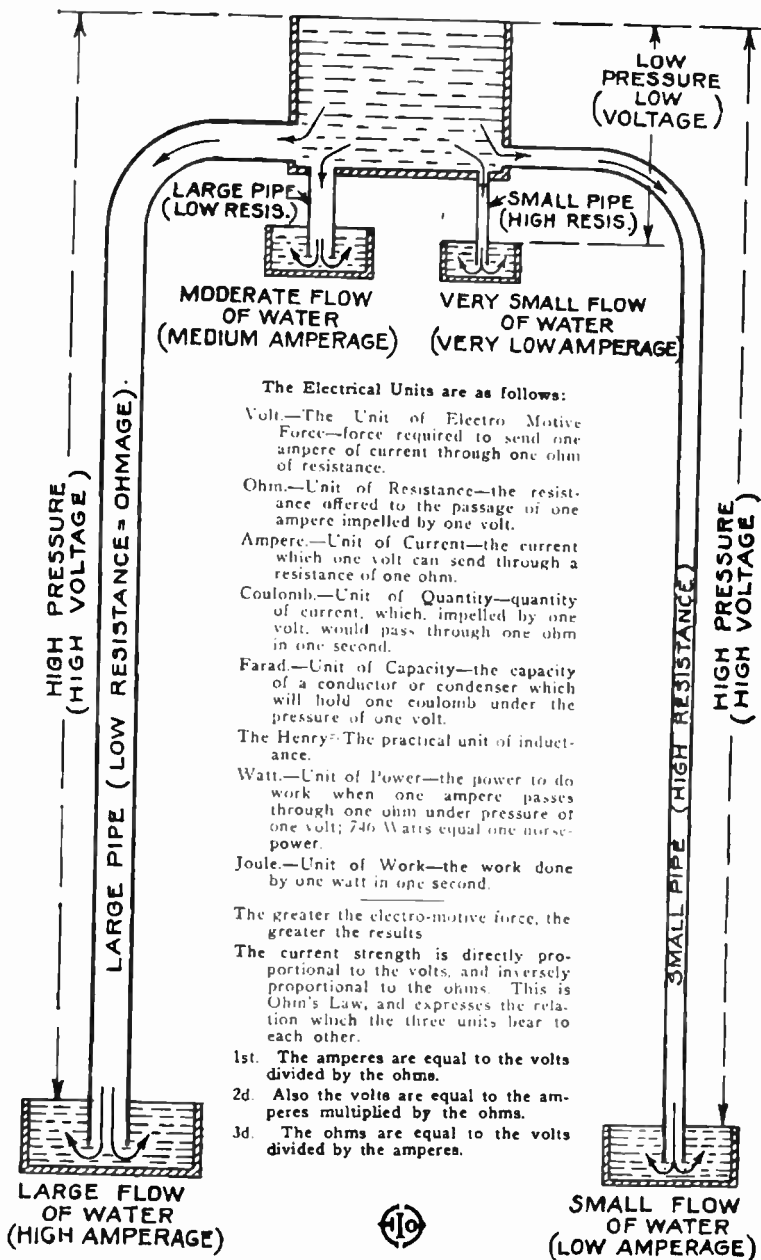 LOW
PRESSURE
LOW
(VOLTAGE)
LARGE PIPE
(LOW RESIS.)
SMALL PIPE
(HIGH RESIS.)
MODERATE FLOW
OF WATER
(MEDIUM AMPERAGE)
VERY SMALL FLOW
OF WATER
(VERY LOW AMPERAGE)
HIGH PRESSURE
(HIGH VOLTAGE)
LARGE PIPE (LOW RESISTANCE = OHMAGE).
The Electrical Units are as follows:
Volt.—The Unit of Electro Motive
Force—force required to send one
ampere of current through one ohm
of resistance.
Ohm.—Unit of Resistance—the resist-
ance offered to the passage of one
ampere impelled by one volt.
Ampere.—Unit of Current—the current
which one volt can send through a
resistance of one ohm.
Coulomb.—Unit of Quantity—quantity
of current, which, impelled by one
volt, would pass through one ohm
in one second.
Farad.—Unit of Capacity—the capacity
of a conductor or condenser which
will hold one coulomb under the
pressure of one volt.
The Henry—The practical unit of induct-
ance.
Watt.—Unit of Power—the power to do
work when one ampere passes
through one ohm under pressure of
one volt; 746 Watts equal one horse-
power.
Joule.—Unit of Work—the work done
by one watt in one second.
The greater the electro-motive force, the
greater the results
The current strength is directly pro-
portional to the volts, and inversely
proportional to the ohms. This is
Ohm's Law, and expresses the rela-
tion which the three units bear to
each other.
1st. The amperes are equal to the volts
divided by the ohms.
2d. Also the volts are equal to the am-
peres multiplied by the ohms.
3d. The ohms are equal to the volts
divided by the amperes.
SMALL PIPE (HIGH RESISTANCE)
HIGH PRESSURE
(HIGH VOLTAGE)
LARGE FLOW
OF WATER
(HIGH AMPERAGE)
SMALL FLOW
OF WATER
(LOW AMPERAGE)